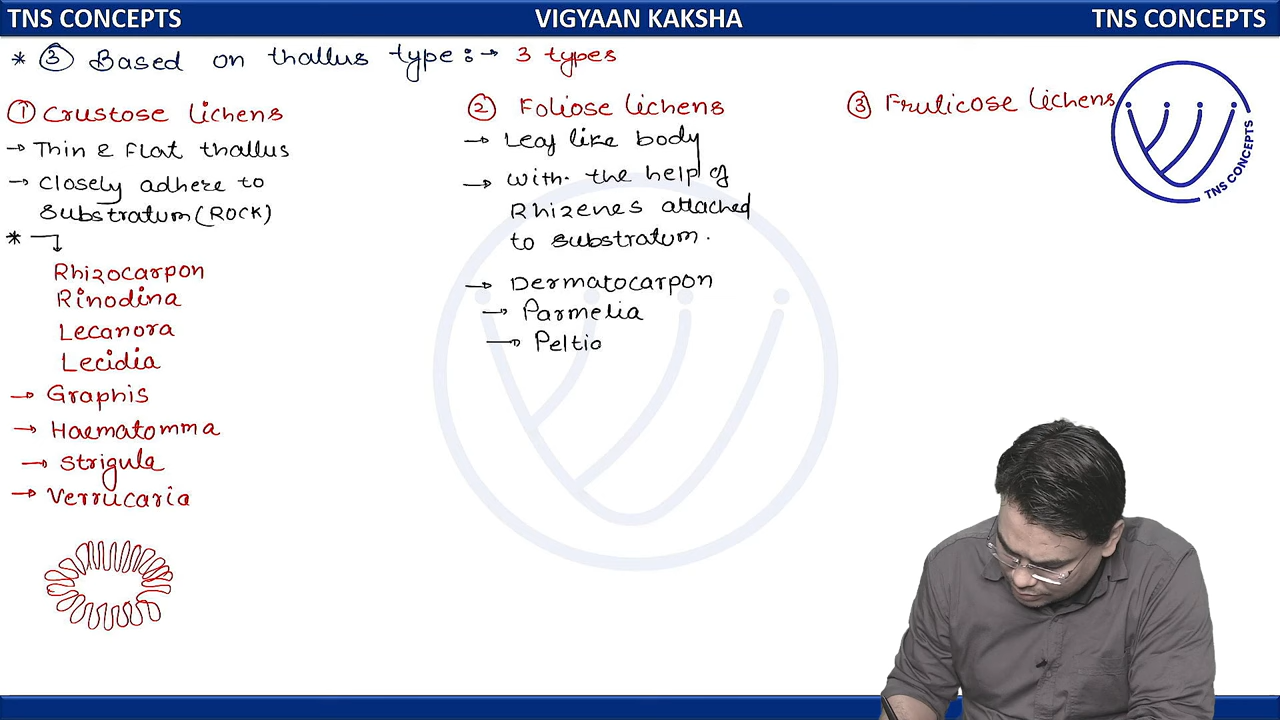 TNS CONCEPTS
VIGYAAN KAKSHA
TNS CONCEPTS
* ③ Based on thallus type :→ 3 types
① Crustose lichens
→ Thin & Flat thallus
→ Closely adhere to
Substratum (ROCK)
*
Rhizocarpon
Rinodina
Lecanora
Lecidia
→ Graphis
→ Haematomma
→ Strigula
→ Verrucaria
② Foliose lichens
→ Leaf like body
→ with the help of
Rhizenes attached
to substratum.
→ Dermatocarpon
→ Parmelia
→ Peltio
③ Fruticose lichens
TNS CONCEPTS